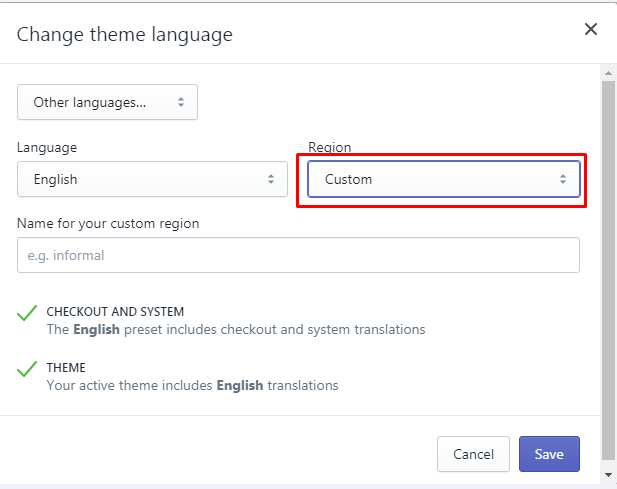 Change theme language
Other languages...
Language
Region
English
Custom
Name for your custom region
e.g. informal
CHECKOUT AND SYSTEM
The English preset includes checkout and system translations
THEME
Your active theme includes English translations
Cancel
Save